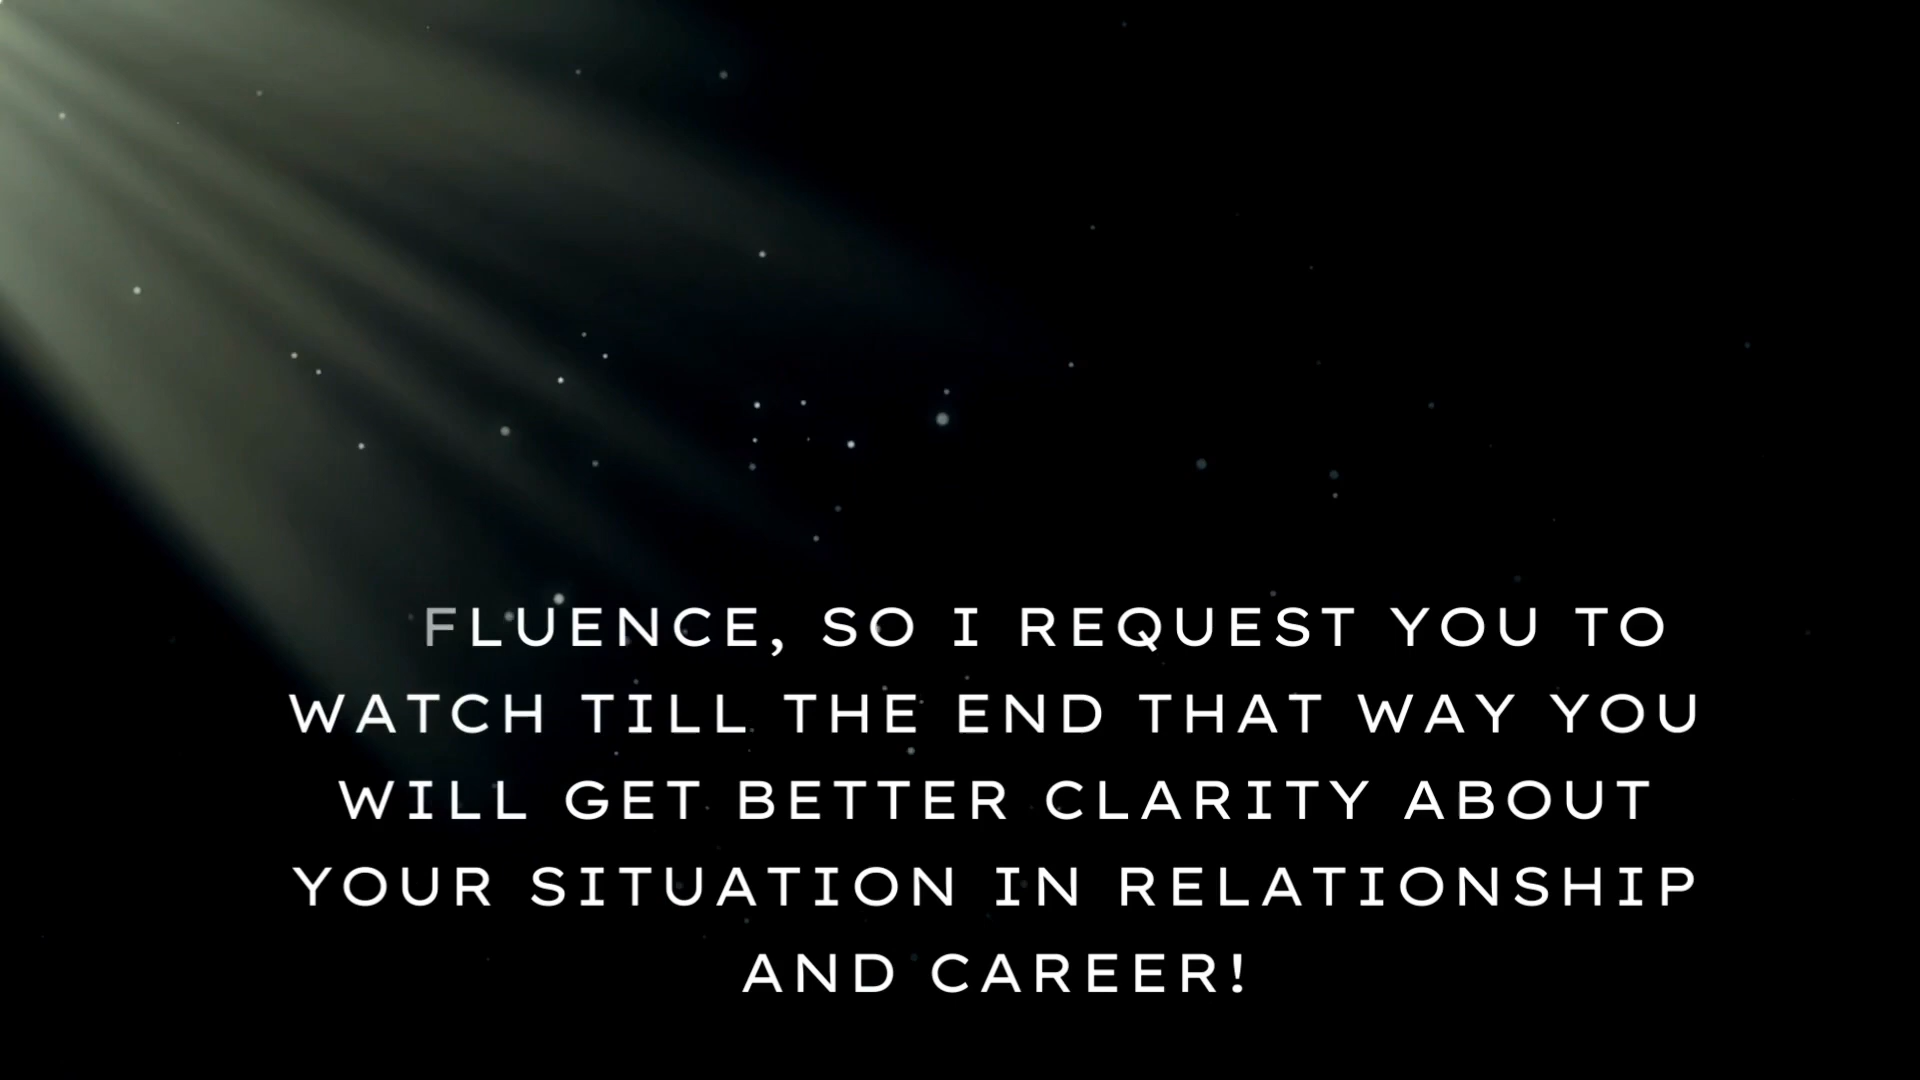 FLUENCE, SO I REQUEST YOU TO
WATCH TILL THE END THAT WAY YOU
WILL GET BETTER CLARITY ABOUT
YOUR SITUATION IN RELATIONSHIP
AND CAREER!